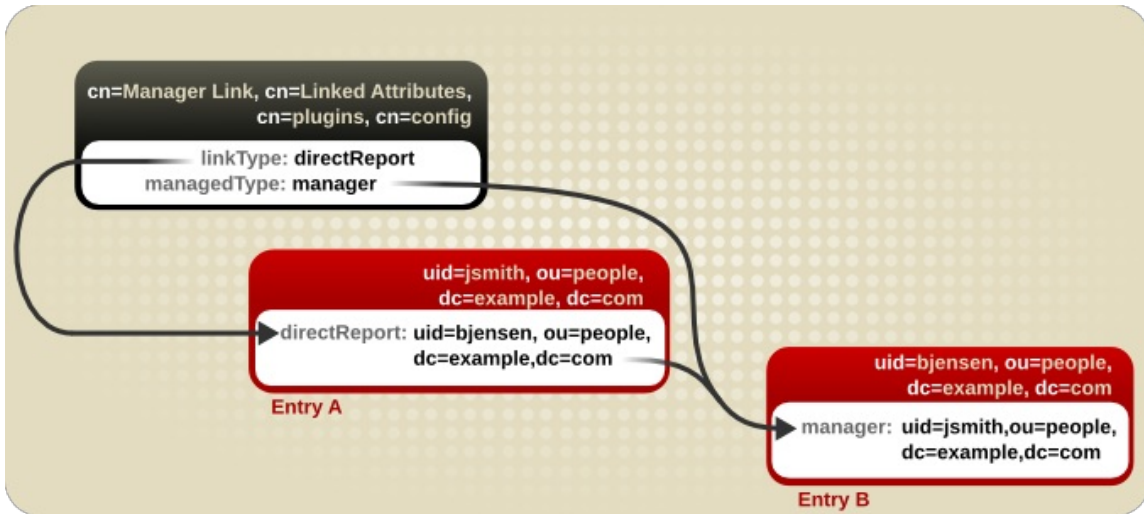 cn=Manager Link, cn=Linked Attributes,
cn=plugins, cn=config
linkType: directReport
managedType: manager
uid=jsmith, ou=people,
dc=example, dc=com
directReport: uid=bjensen, ou=people,
dc=example,dc=com
Entry A
uid=bjensen, ou=people,
dc=example, dc=com
manager: uid=jsmith,ou=people,
dc=example,dc=com
Entry B